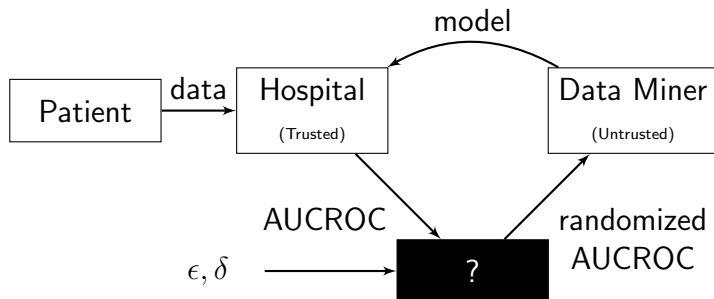 model
data
Patient
Hospital
(Trusted)
Data Miner
(Untrusted)
AUCROC
randomized
AUCROC
ϵ, δ
?